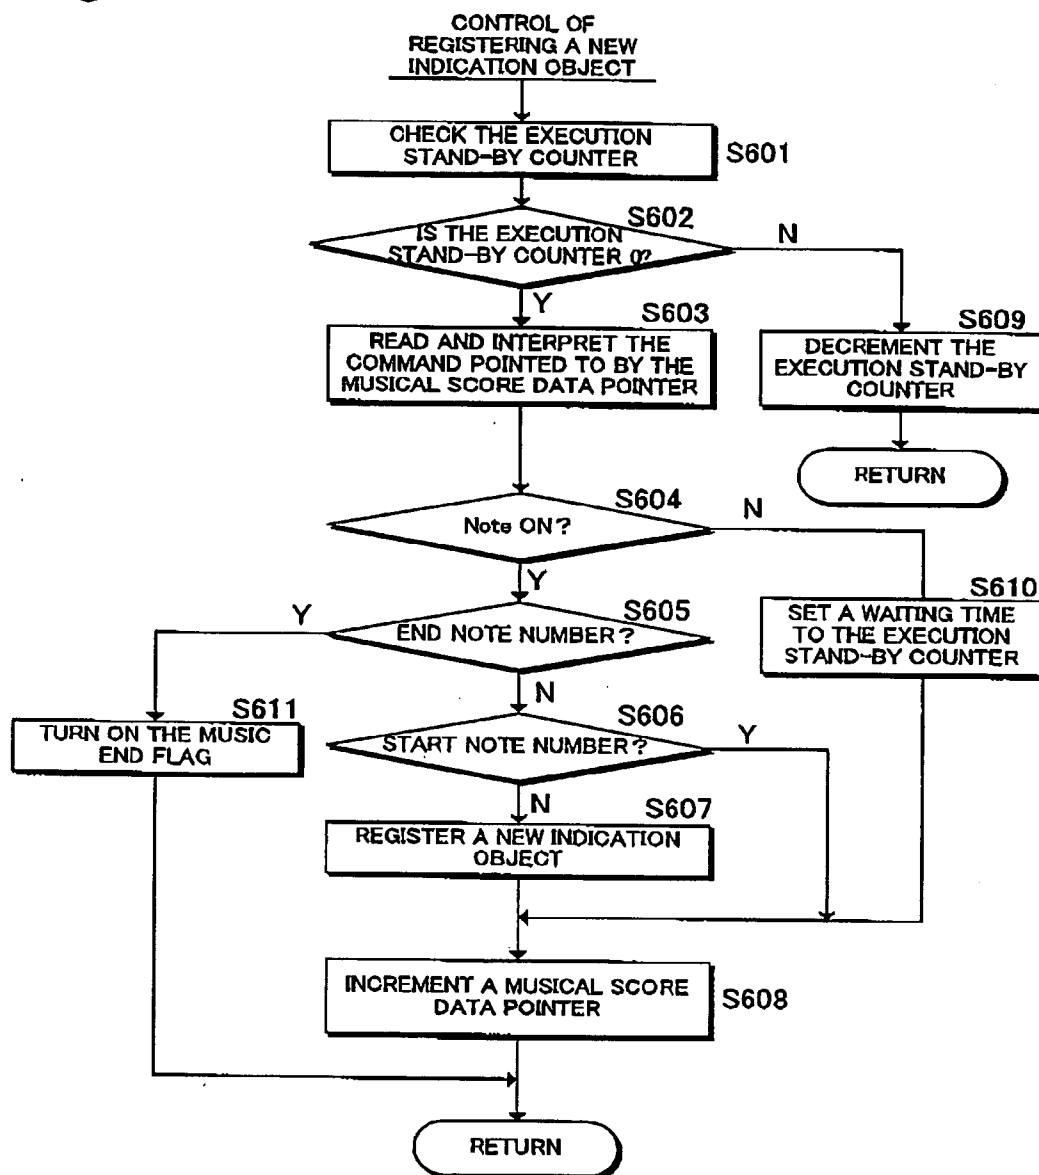 CONTROL OF
REGISTERING A NEW
INDICATION OBJECT
CHECK THE EXECUTION
STAND-BY COUNTER
S601
S602
IS THE EXECUTION
STAND-BY COUNTER 0?
N
Y
S603
READ AND INTERPRET THE
COMMAND POINTED TO BY THE
MUSICAL SCORE DATA POINTER
S609
DECREMENT THE
EXECUTION STAND-BY
COUNTER
RETURN
S604
Note ON?
N
Y
S610
SET A WAITING TIME
TO THE EXECUTION
STAND-BY COUNTER
S605
END NOTE NUMBER?
Y
N
S611
TURN ON THE MUSIC
END FLAG
S606
START NOTE NUMBER?
Y
N
S607
REGISTER A NEW INDICATION
OBJECT
INCREMENT A MUSICAL SCORE
DATA POINTER
S608
RETURN